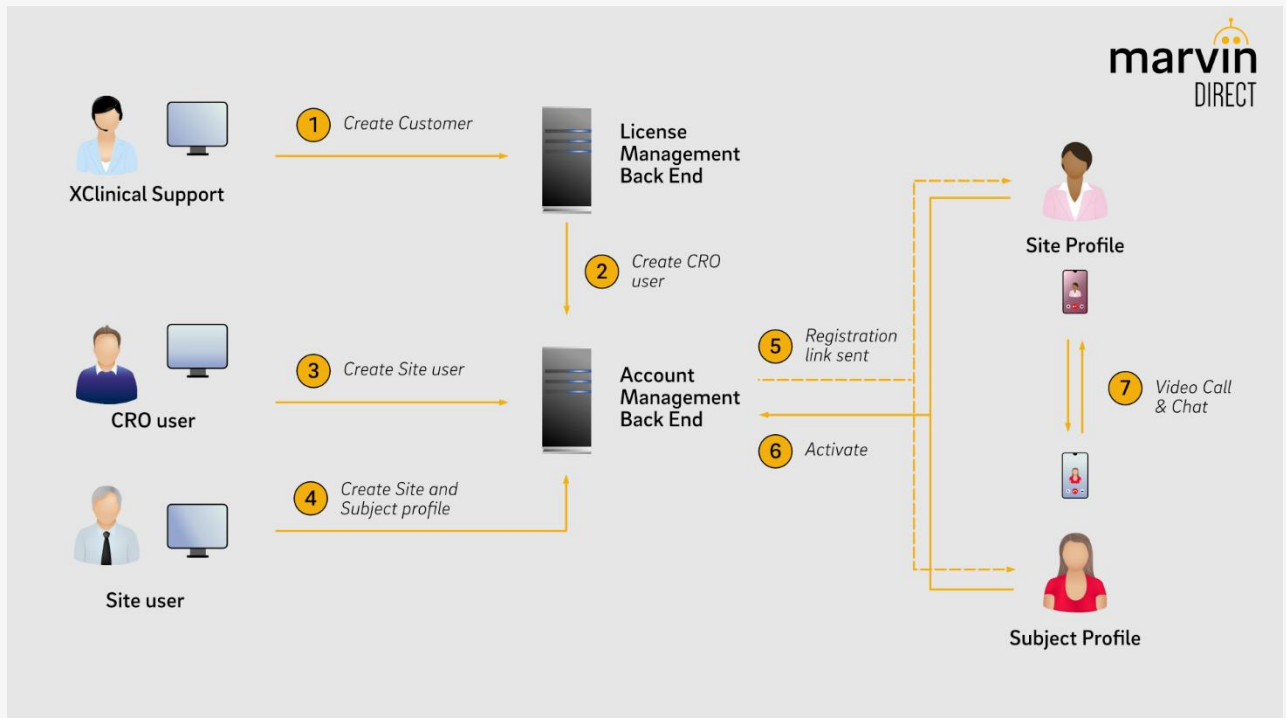 marvin
DIRECT
1
Create Customer
License
Management
Back End
XClinical Support
Site Profile
2
Create CRO
user
3
Create Site user
Account
Management
Back End
5
Registration
link sent
7
Video Call
& Chat
CRO user
6
Activate
4
Create Site and
Subject profile
Site user
Subject Profile